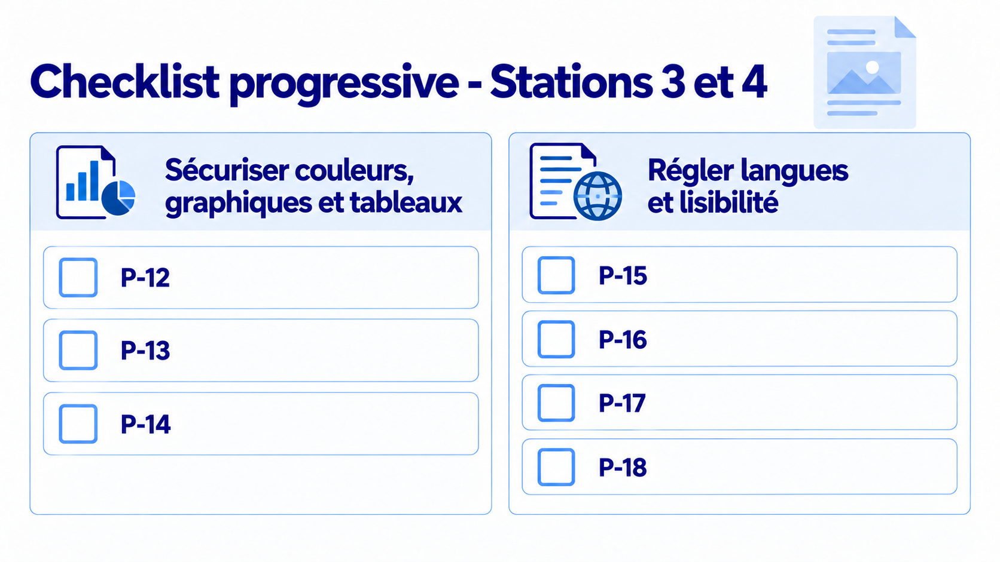 Checklist progressive - Stations 3 et 4
Sécuriser couleurs,
graphiques et tableaux
P-12
P-13
P-14
Régler langues
et lisibilité
P-15
P-16
P-17
P-18